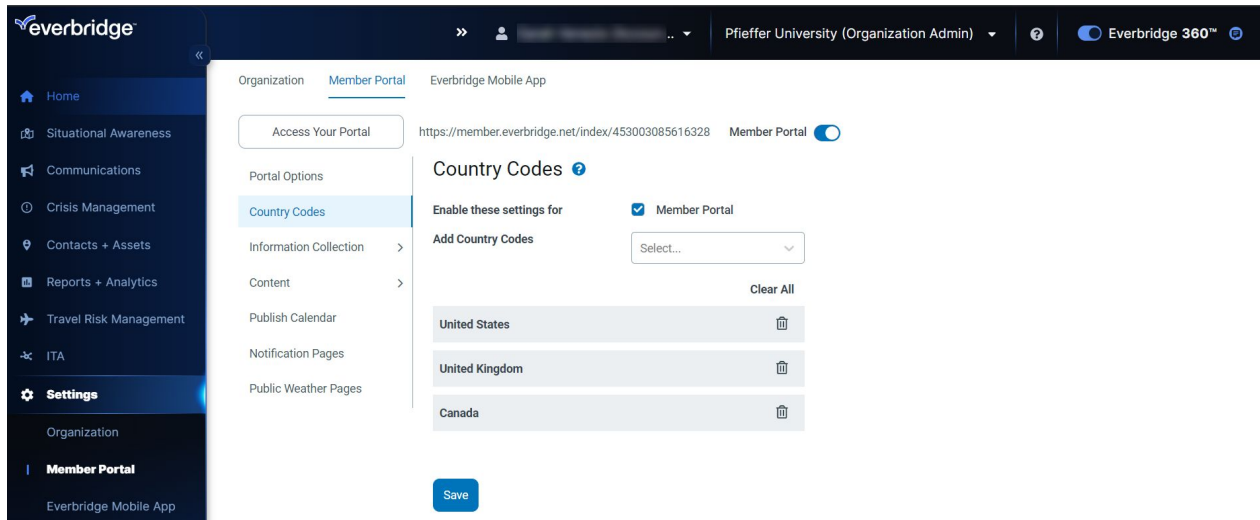 everbridge™
»
..
Pfieffer University (Organization Admin)
Everbridge 360™
«
Home
Situational Awareness
Communications
Crisis Management
Contacts + Assets
Reports + Analytics
Travel Risk Management
ITA
Settings
Organization
Member Portal
Everbridge Mobile App
Organization
Member Portal
Everbridge Mobile App
Access Your Portal
https://member.everbridge.net/index/453003085616328
Member Portal
Portal Options
Country Codes
Information Collection
Content
Publish Calendar
Notification Pages
Public Weather Pages
Country Codes
Enable these settings for
Member Portal
Add Country Codes
Select...
Clear All
United States
United Kingdom
Canada
Save